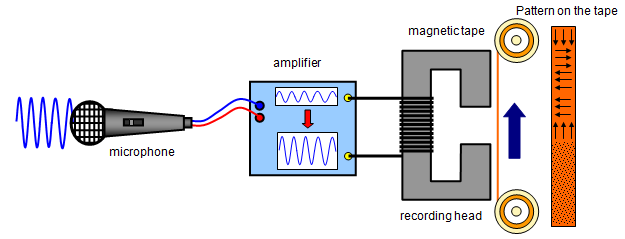 Pattern on the tape
magnetic tape
amplifier
microphone
recording head